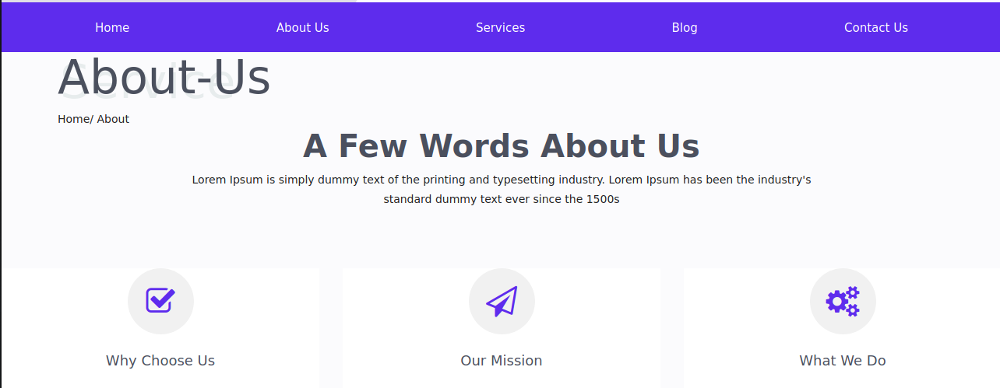 Home About Us Services Blog Contact Us
Service
About-Us
Home/ About
A Few Words About Us
Lorem Ipsum is simply dummy text of the printing and typesetting industry. Lorem Ipsum has been the industry's
standard dummy text ever since the 1500s
Why Choose Us Our Mission What We Do